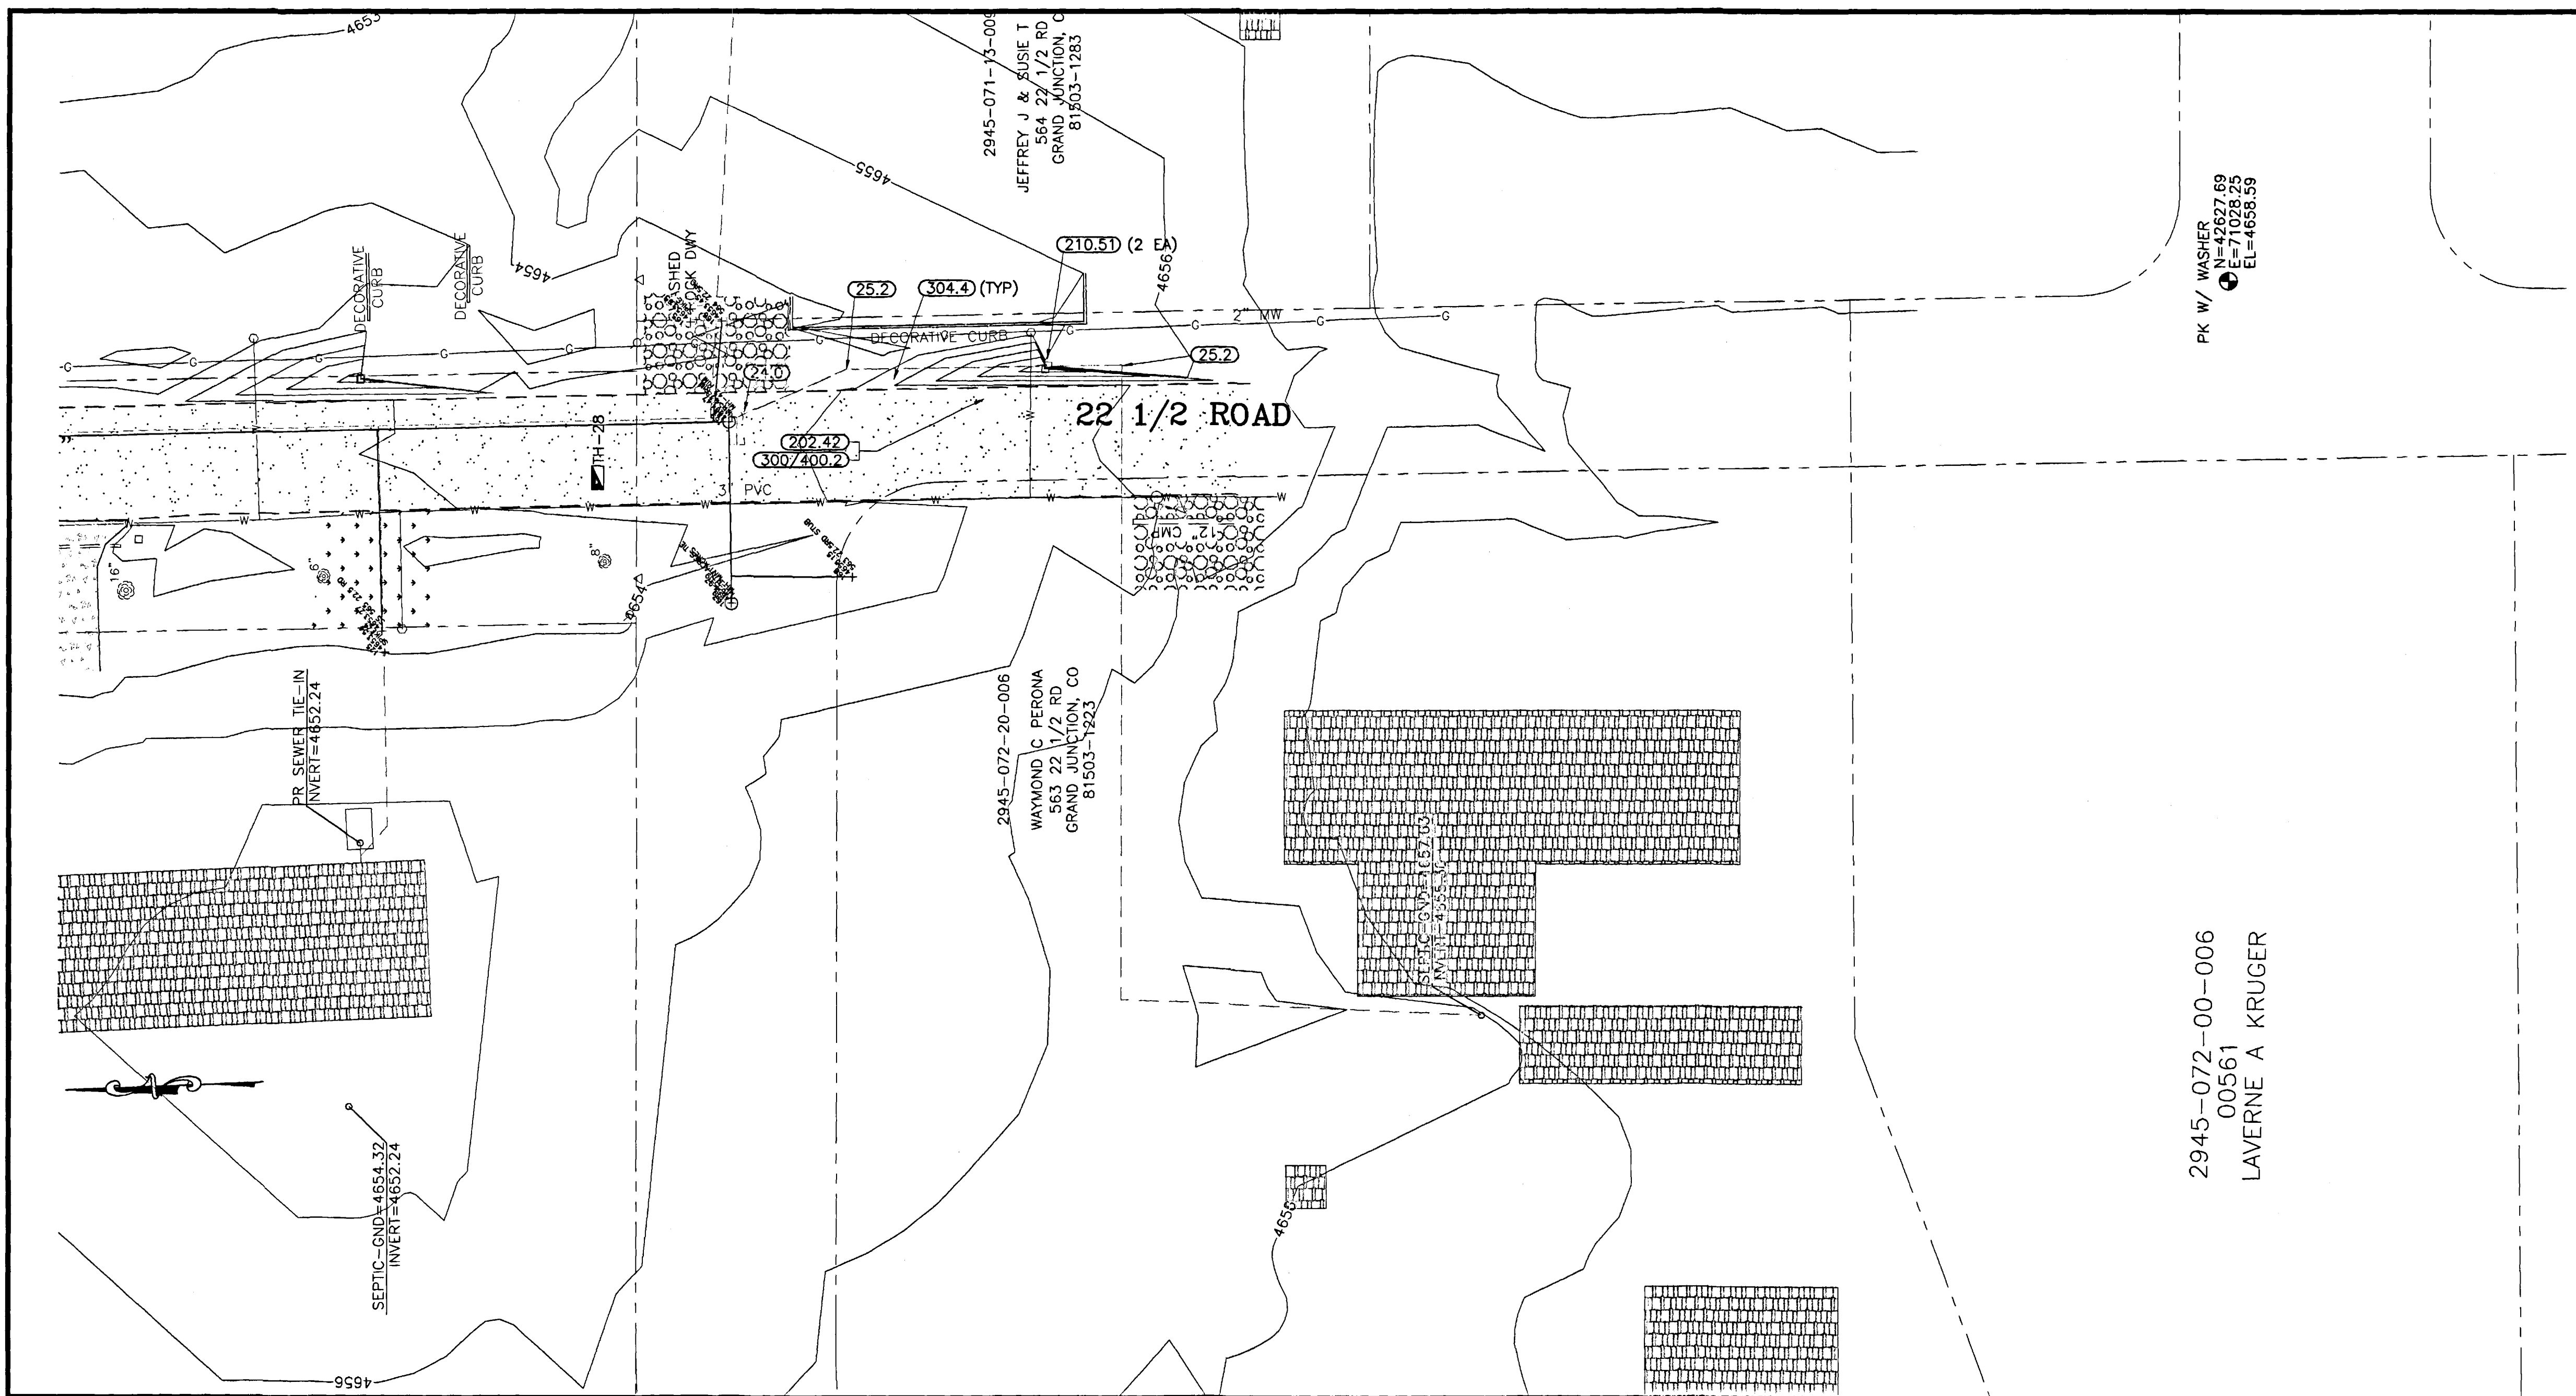 4653
2945-071-13-009
JEFFREY J & SUSIE T
564 22 1/2 RD
GRAND JUNCTION, C
81503-1283
4655
4654
4656
DECORATIVE
CURB
DECORATIVE
CURB
DWY
210.51 (2 EA)
25.2
304.4 (TYP)
2" MW
DECORATIVE CURB
G
G
G
G
G
G
G
G
G
G
G
25.2
24.0
22 1/2 ROAD
TH-28
202.42
300/400.2
3" PVC
W
W
W
W
W
W
W
W
W
W
W
W
12" CMP
16"
6"
8"
4654
PK W/ WASHER
N=42627.69
E=71028.25
EL=4658.59
PR SEWER TIE-IN
INVERT=4652.24
2945-072-20-006
WAYMOND C PERONA
563 22 1/2 RD
GRAND JUNCTION, CO
81503-1223
SEPTIC-GND=4657.03
SEPTIC-GND=4654.32
INVERT=4652.24
4656
2945-072-00-006
00561
LAVERNE A KRUGER